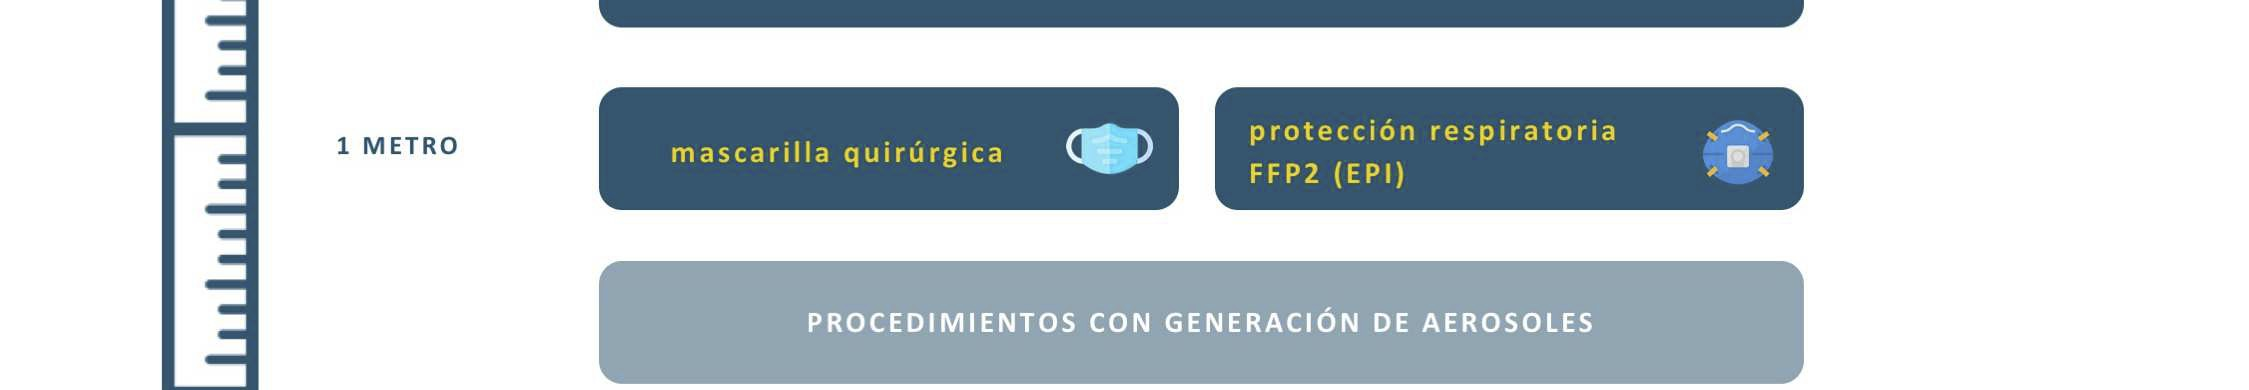 1 METRO
mascarilla quirúrgica
protección respiratoria
FFP2 (EPI)
PROCEDIMIENTOS CON GENERACIÓN DE AEROSOLES